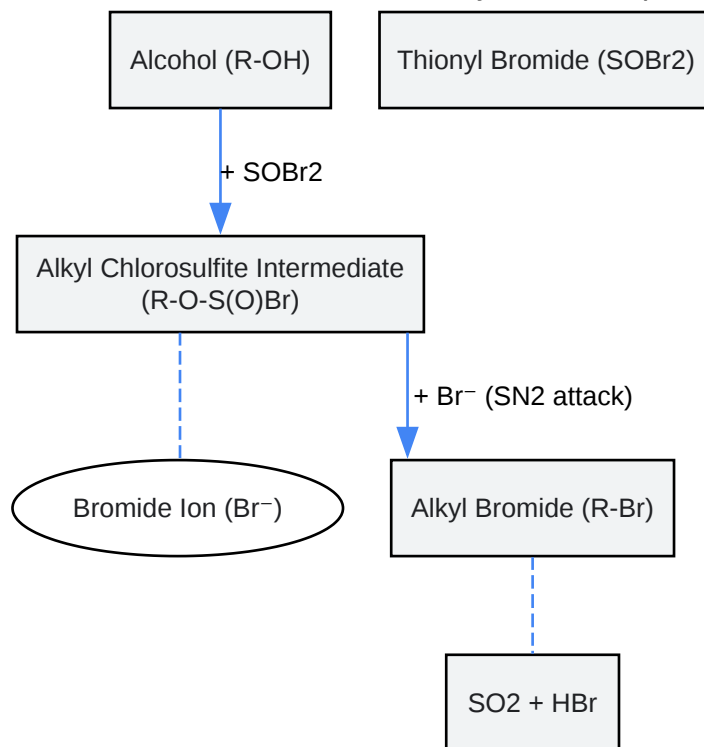 Alcohol (R-OH)
Thionyl Bromide (SOBr2)
+ SOBr2
Alkyl Chlorosulfite Intermediate
(R-O-S(O)Br)
+ Br⁻ (SN2 attack)
Bromide Ion (Br⁻)
Alkyl Bromide (R-Br)
SO2 + HBr